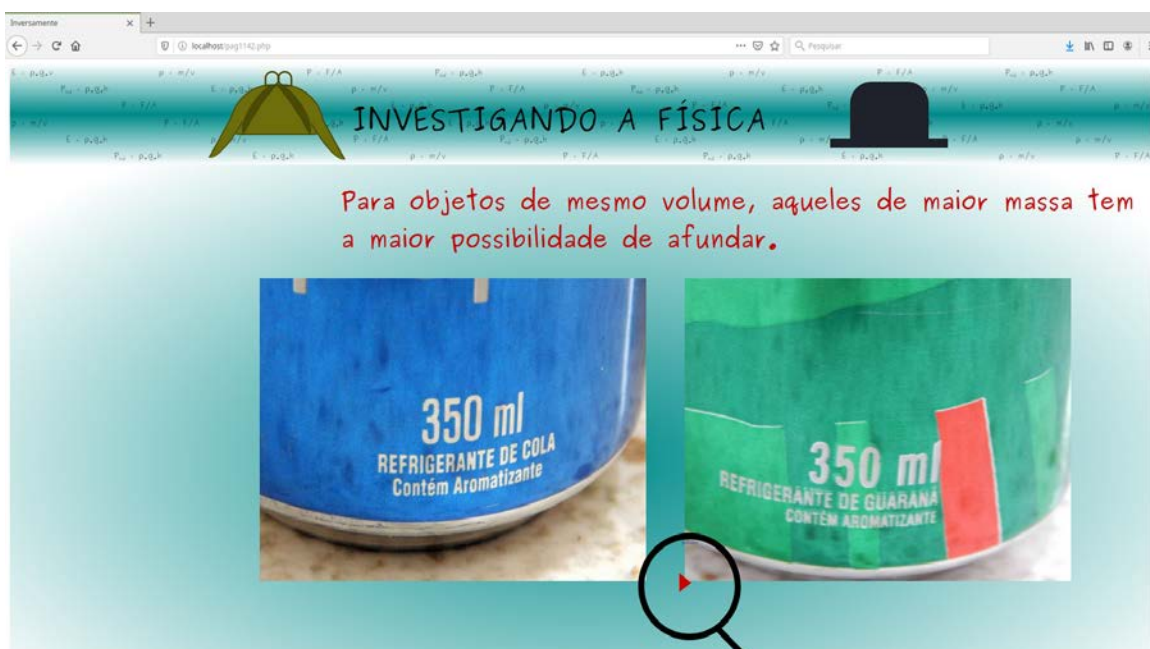 Inversamente
localhost/pag1142.php
Pesquisar
INVESTIGANDO A FÍSICA
Para objetos de mesmo volume, aqueles de maior massa tem
a maior possibilidade de afundar.
350 ml
REFRIGERANTE DE COLA
Contém Aromatizante
350 ml
REFRIGERANTE DE GUARANÁ
CONTÉM AROMATIZANTE